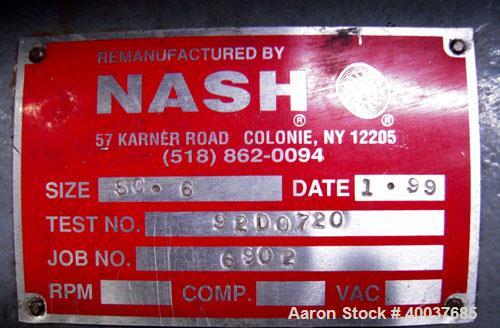 REMANUFACTURED BY
NASH ® ®
57 KARNER ROAD COLONIE, NY 12205
(518) 862-0094
SIZE SC·6 DATE 1·99
TEST NO. 92D0720
JOB NO. 6902
RPM COMP. VAC.
Aaron Stock # 40037685